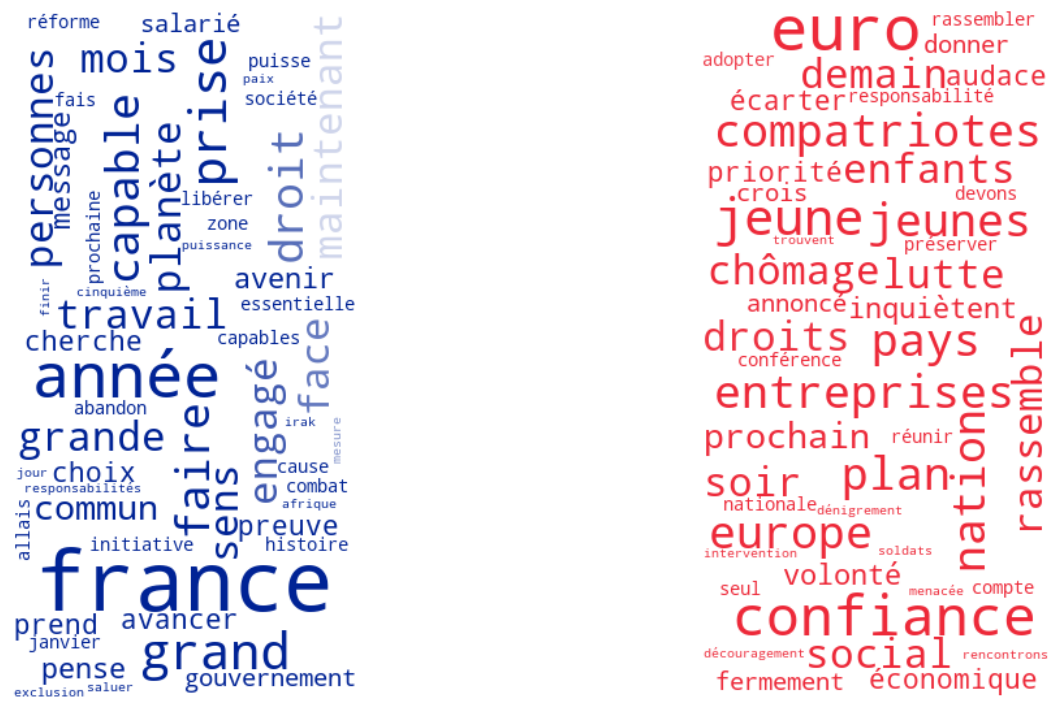 réforme
salarié
mois
personnes
prise
maintenant
puisse
paix
fais
société
message
capable
planète
droit
libérer
prochaine
zone
puissance
avenir
finir
cinquième
essentielle
travail
cherche
capables
face
année
engagé
abandon
faire
irak
grande
mesure
jour
choix
cause
sens
responsabilités
combat
commun
afrique
allais
preuve
initiative
histoire
france
prend
avancer
janvier
grand
pense
gouvernement
exclusion
saluer
euro
rassembler
donner
adopter
demain
audace
écarter
responsabilité
compatriotes
priorité
enfants
crois
devons
jeune
jeunes
trouvent
préserver
chômage
lutte
annoncé
inquiètent
droits
pays
rassemble
conférence
entreprises
prochain
réunir
nation
soir
plan
nationale
dénigrement
europe
intervention
soldats
volonté
seul
menacée
compte
confiance
découragement
social
rencontrons
fermement
économique